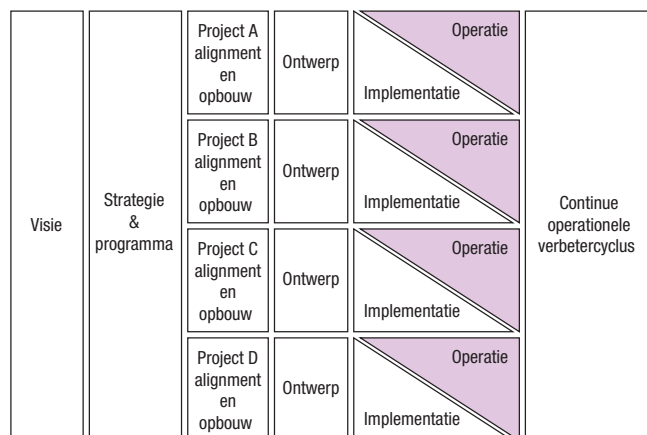 Visie
Strategie
&
programma
Project A
alignment
en
opbouw
Ontwerp
Operatie
Implementatie
Project B
alignment
en
opbouw
Ontwerp
Operatie
Implementatie
Project C
alignment
en
opbouw
Ontwerp
Operatie
Implementatie
Project D
alignment
en
opbouw
Ontwerp
Operatie
Implementatie
Continue
operationele
verbetercyclus